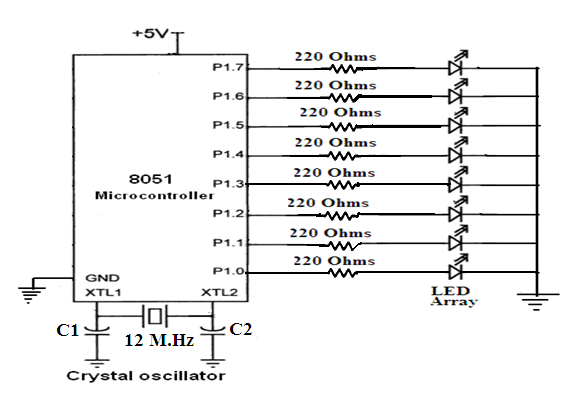 +5V
220 Ohms
P1.7
220 Ohms
P1.6
220 Ohms
P1.5
220 Ohms
P1.4
8051
Microcontroller
220 Ohms
P1.3
220 Ohms
P1.2
220 Ohms
P1.1
220 Ohms
P1.0
GND
XTL1
XTL2
LED
Array
C1
12 M.Hz
C2
Crystal oscillator